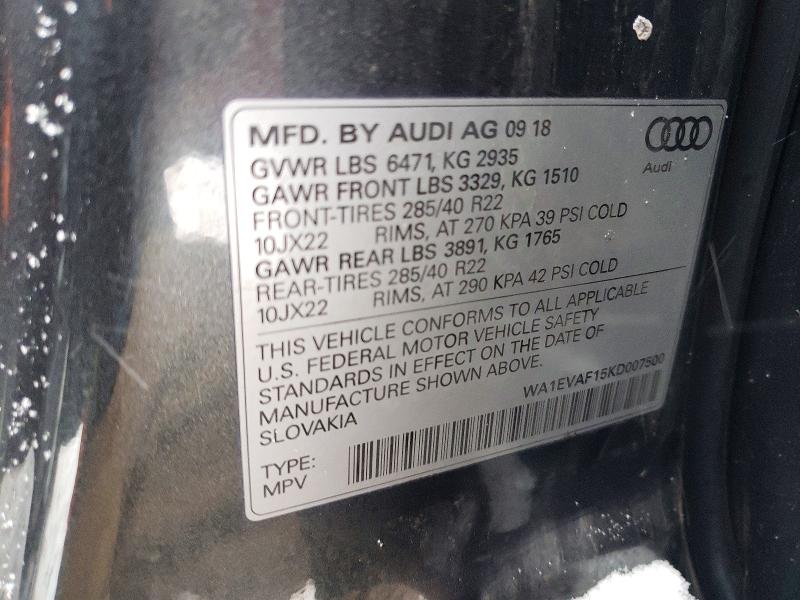 MFD. BY AUDI AG 09 18
GVWR LBS 6471, KG 2935
GAWR FRONT LBS 3329, KG 1510
FRONT-TIRES 285/40 R22
10JX22 RIMS, AT 270 KPA 39 PSI COLD
GAWR REAR LBS 3891, KG 1765
REAR-TIRES 285/40 R22
10JX22 RIMS, AT 290 KPA 42 PSI COLD
Audi
THIS VEHICLE CONFORMS TO ALL APPLICABLE
U.S. FEDERAL MOTOR VEHICLE SAFETY
STANDARDS IN EFFECT ON THE DATE OF
MANUFACTURE SHOWN ABOVE.
SLOVAKIA
WA1EVAF15KD007500
TYPE:
MPV